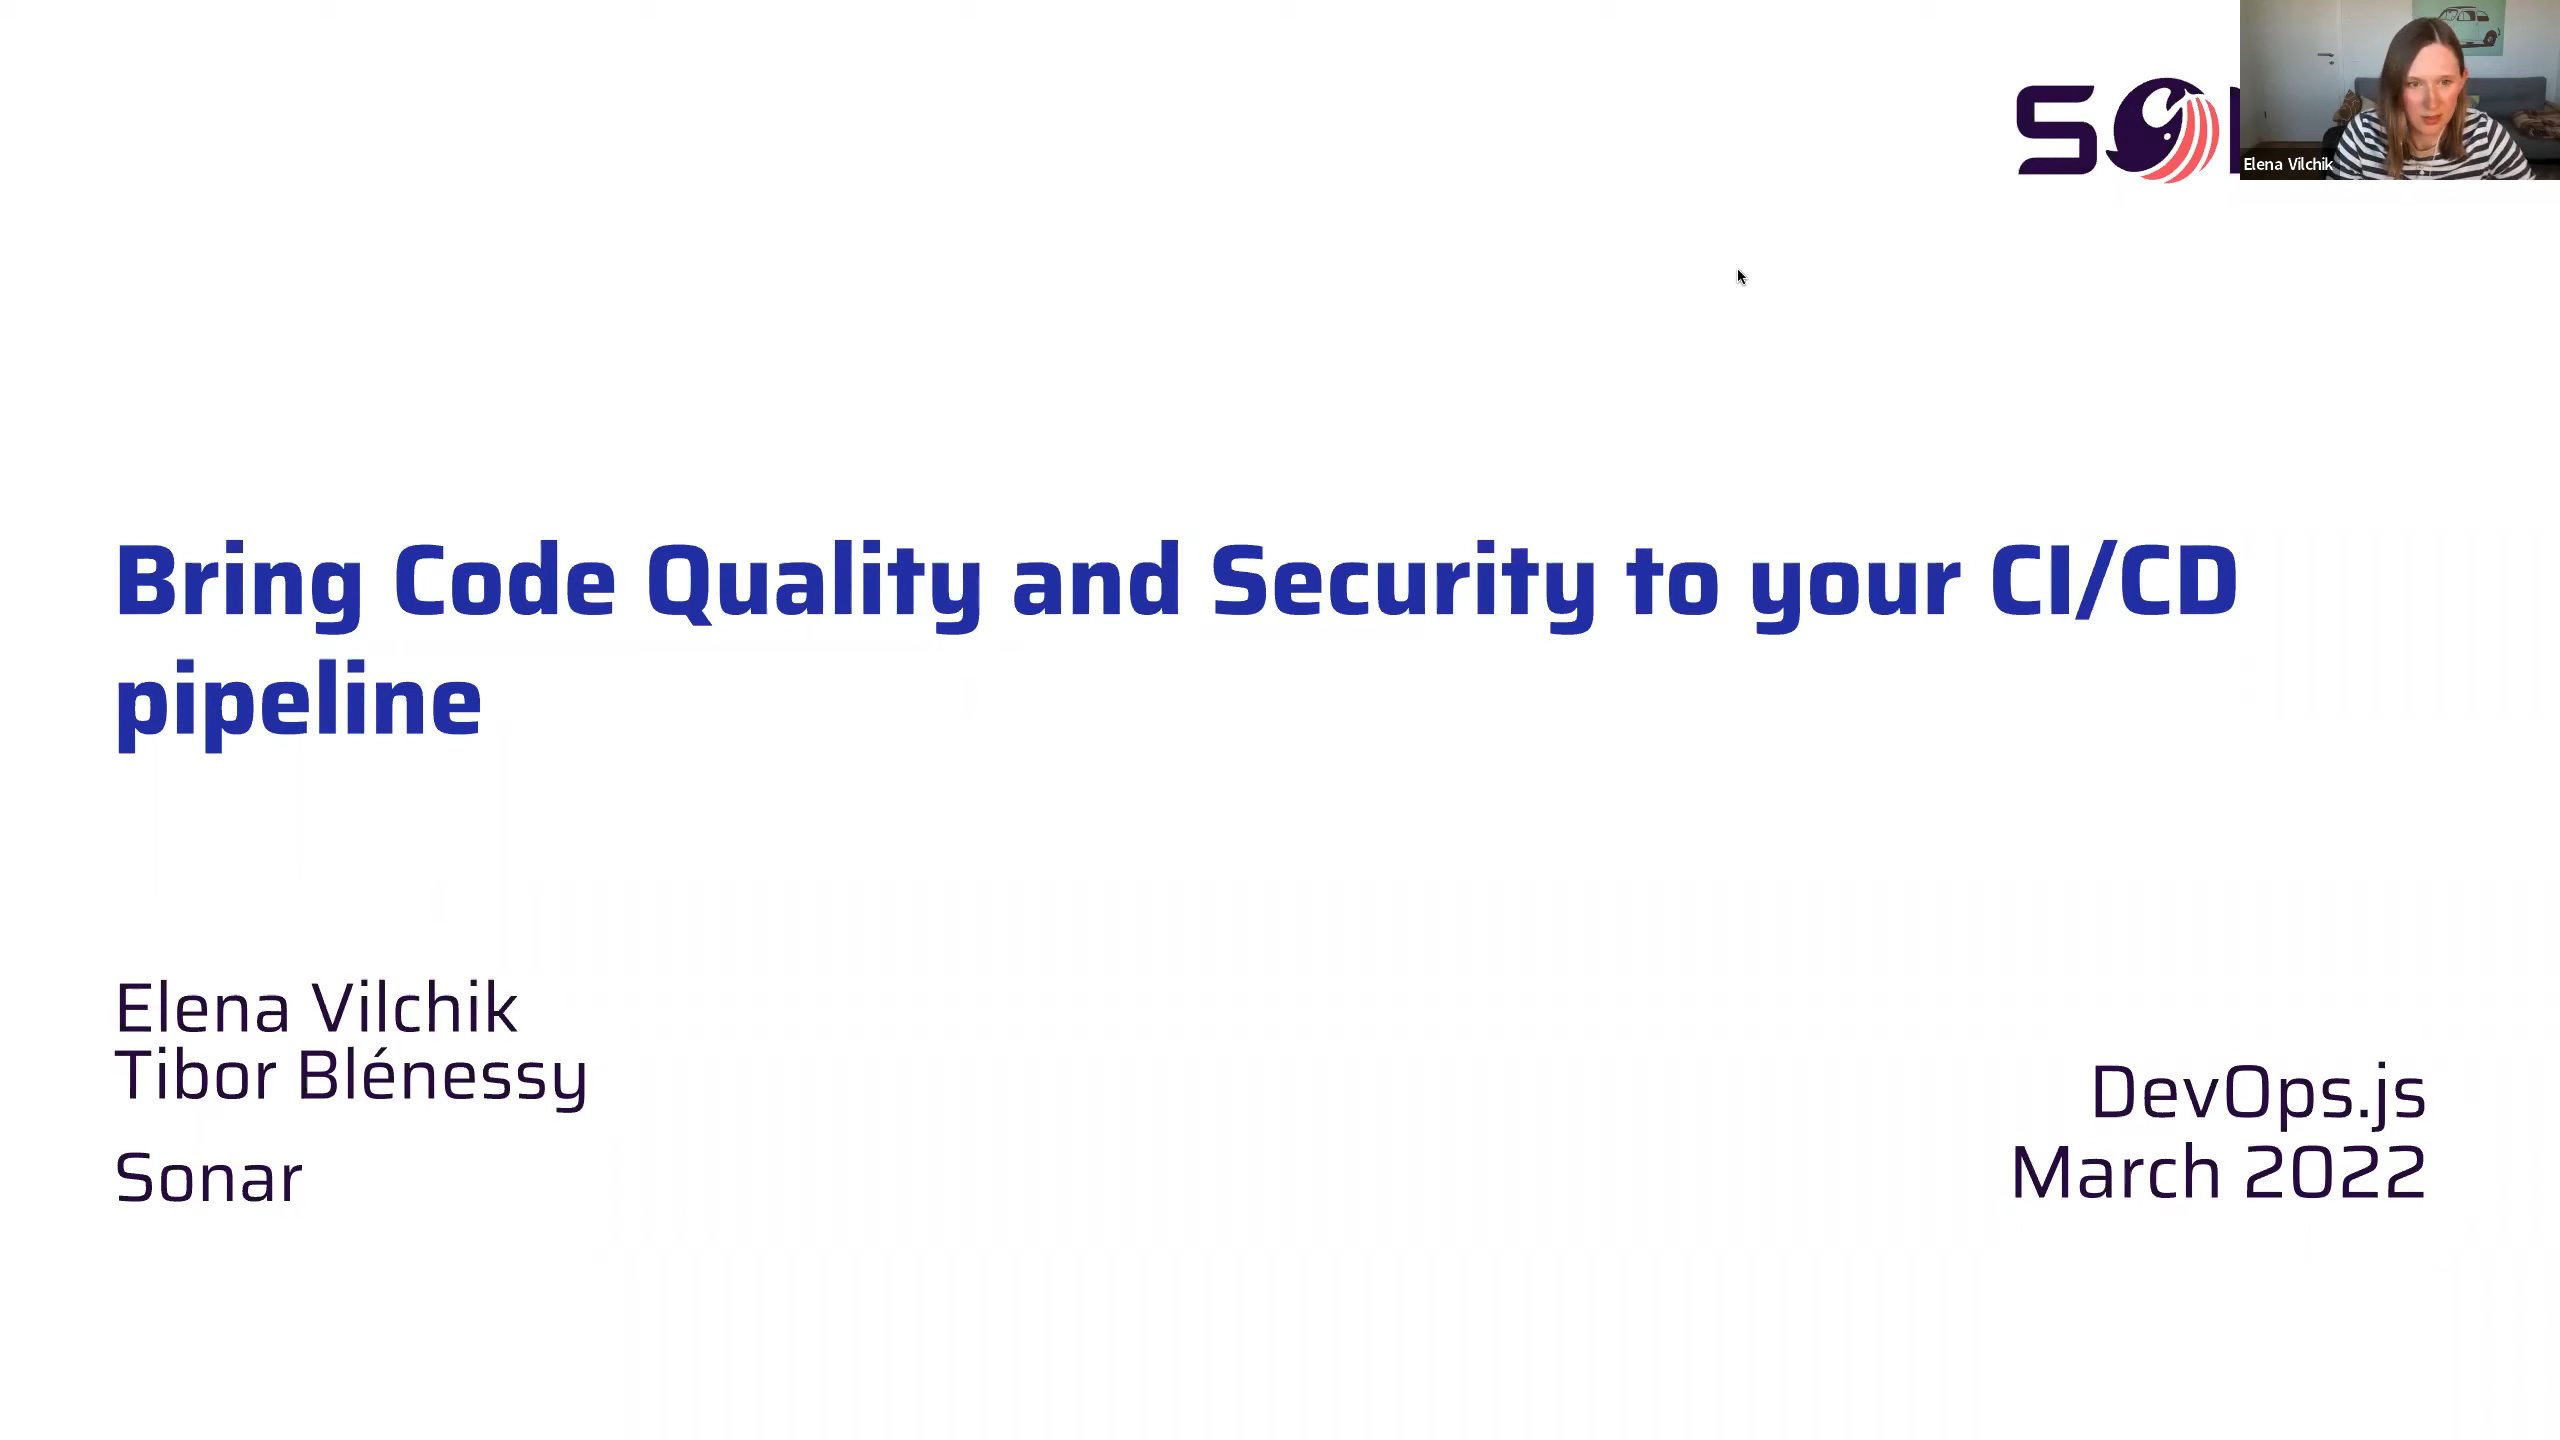 Elena Vilchik
Bring Code Quality and Security to your CI/CD
pipeline
Elena Vilchik
Tibor Blénessy
Sonar
DevOps.js
March 2022